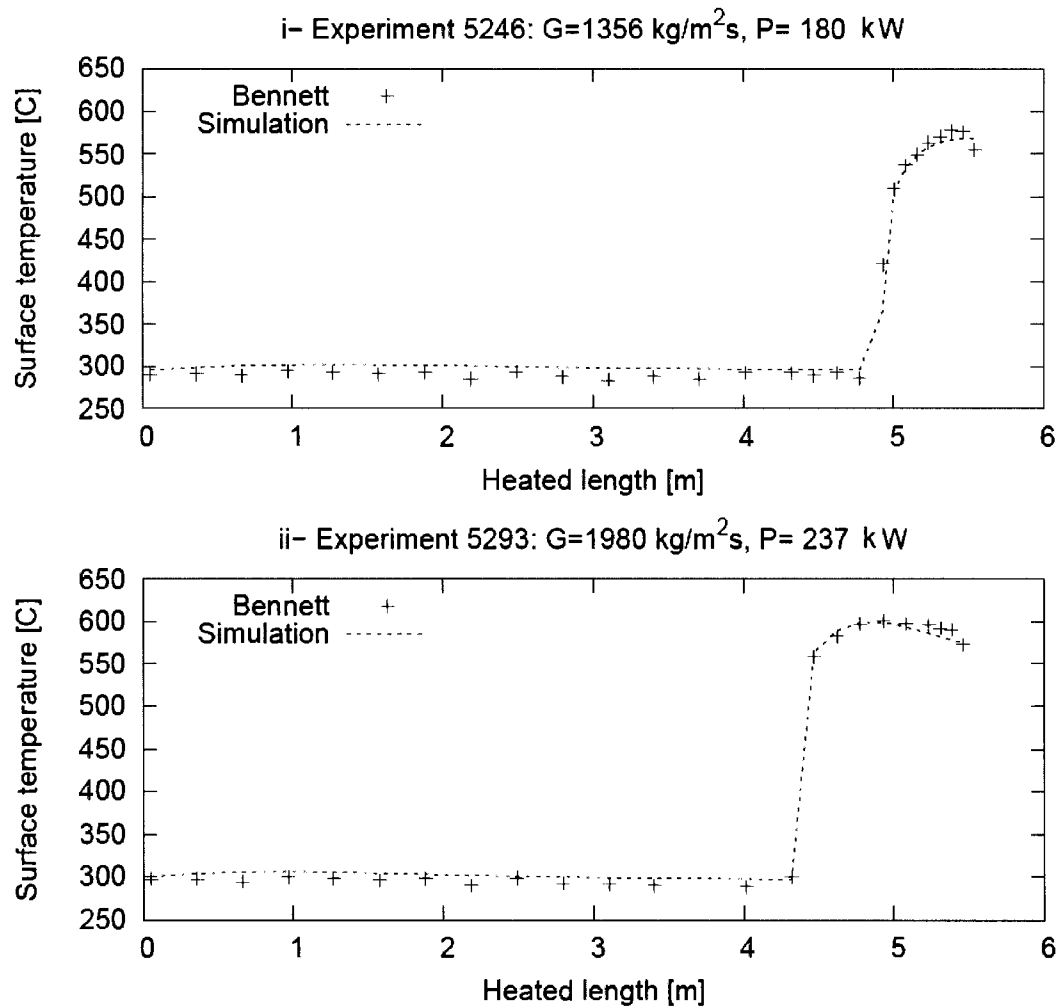 i− Experiment 5246: G=1356 kg/m²s, P= 180 kW
650
600
550
500
450
400
350
300
250
Surface temperature [C]
Bennett
Simulation
0 1 2 3 4 5 6
Heated length [m]
ii− Experiment 5293: G=1980 kg/m²s, P= 237 kW
650
600
550
500
450
400
350
300
250
Surface temperature [C]
Bennett
Simulation
0 1 2 3 4 5 6
Heated length [m]